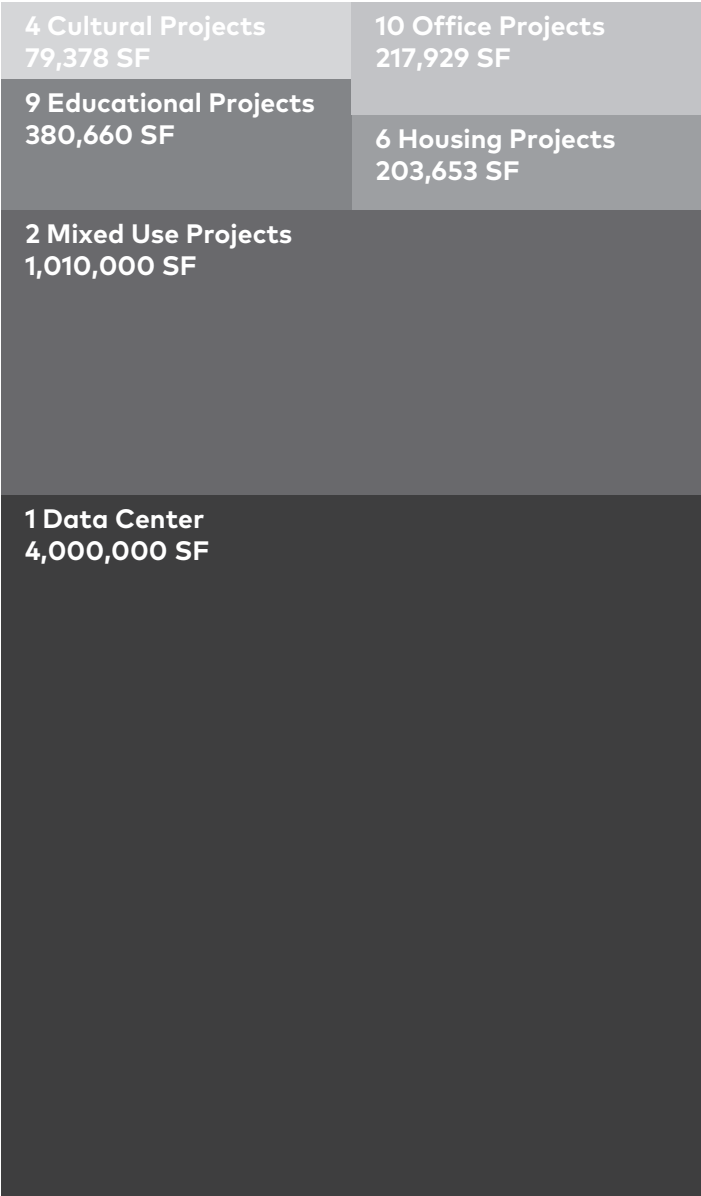 4 Cultural Projects
79,378 SF
10 Office Projects
217,929 SF
9 Educational Projects
380,660 SF
6 Housing Projects
203,653 SF
2 Mixed Use Projects
1,010,000 SF
1 Data Center
4,000,000 SF